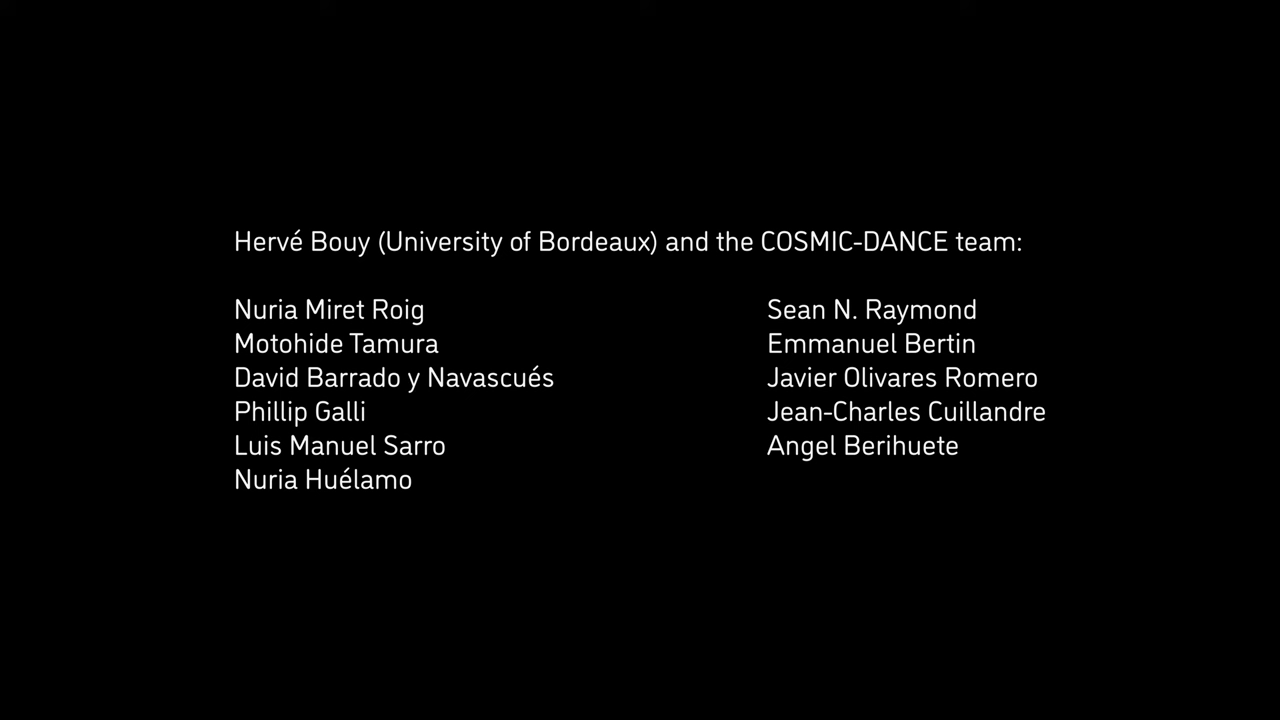 Hervé Bouy (University of Bordeaux) and the COSMIC-DANCE team:
Nuria Miret Roig
Motohide Tamura
David Barrado y Navascués
Phillip Galli
Luis Manuel Sarro
Nuria Huélamo
Sean N. Raymond
Emmanuel Bertin
Javier Olivares Romero
Jean-Charles Cuillandre
Angel Berihuete